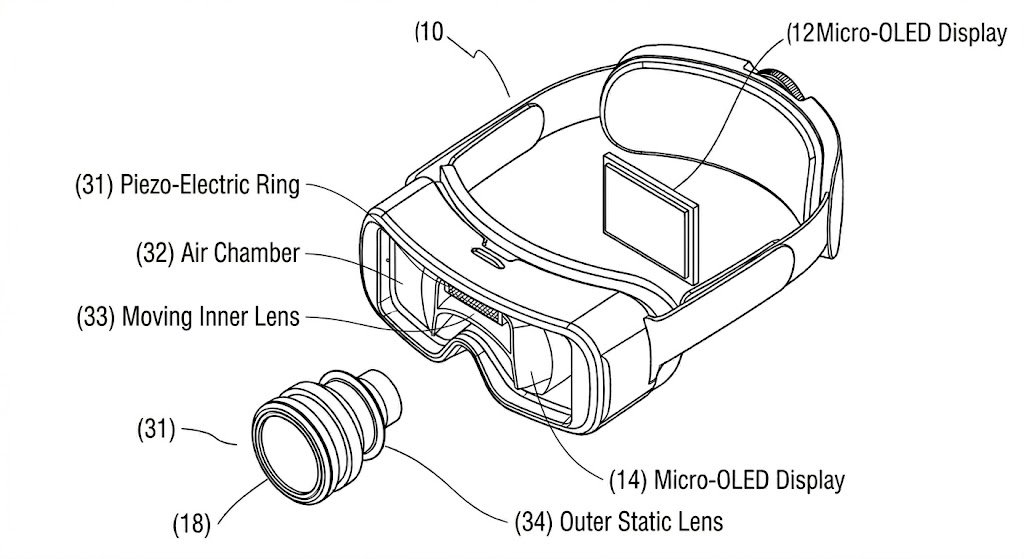 (10
(12Micro-OLED Display
(31) Piezo-Electric Ring
(32) Air Chamber
(33) Moving Inner Lens
(31)
(14) Micro-OLED Display
(18)
(34) Outer Static Lens